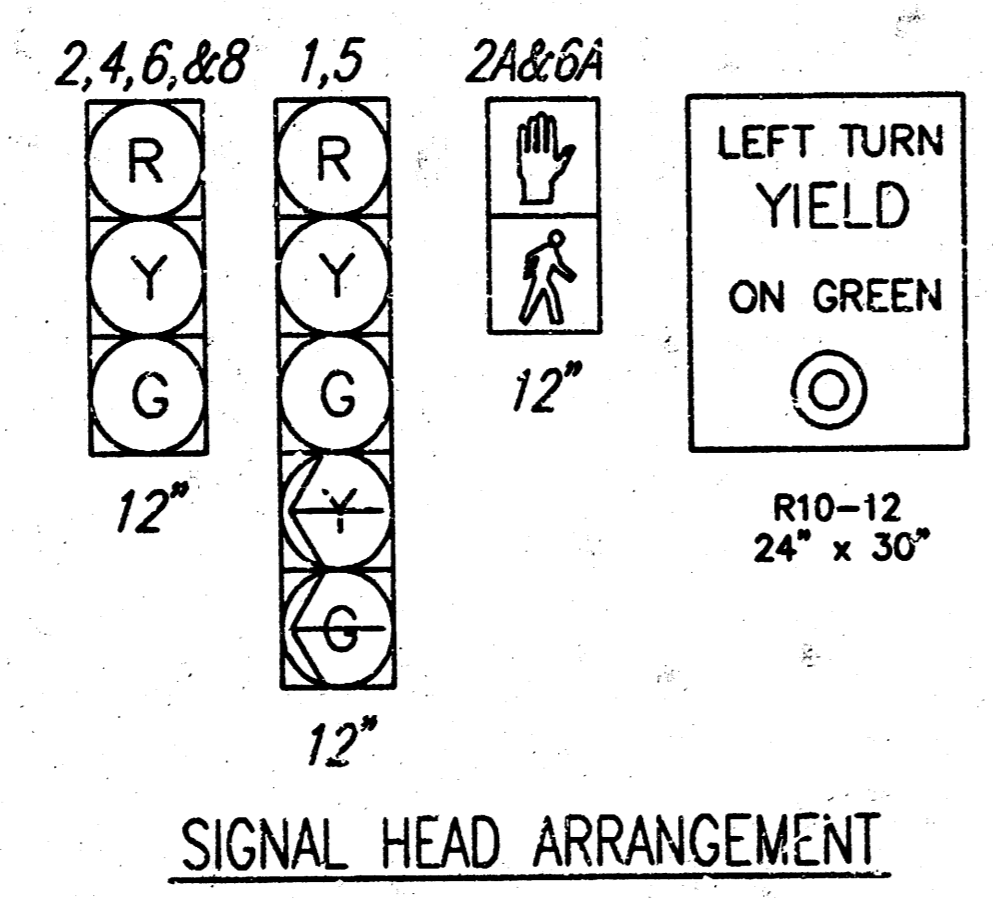 2,4,6,&8
R
Y
G
12"
1,5
R
Y
G
Y
G
12"
2A&6A
12"
LEFT TURN
YIELD
ON GREEN
R10-12
24" x 30"
SIGNAL HEAD ARRANGEMENT